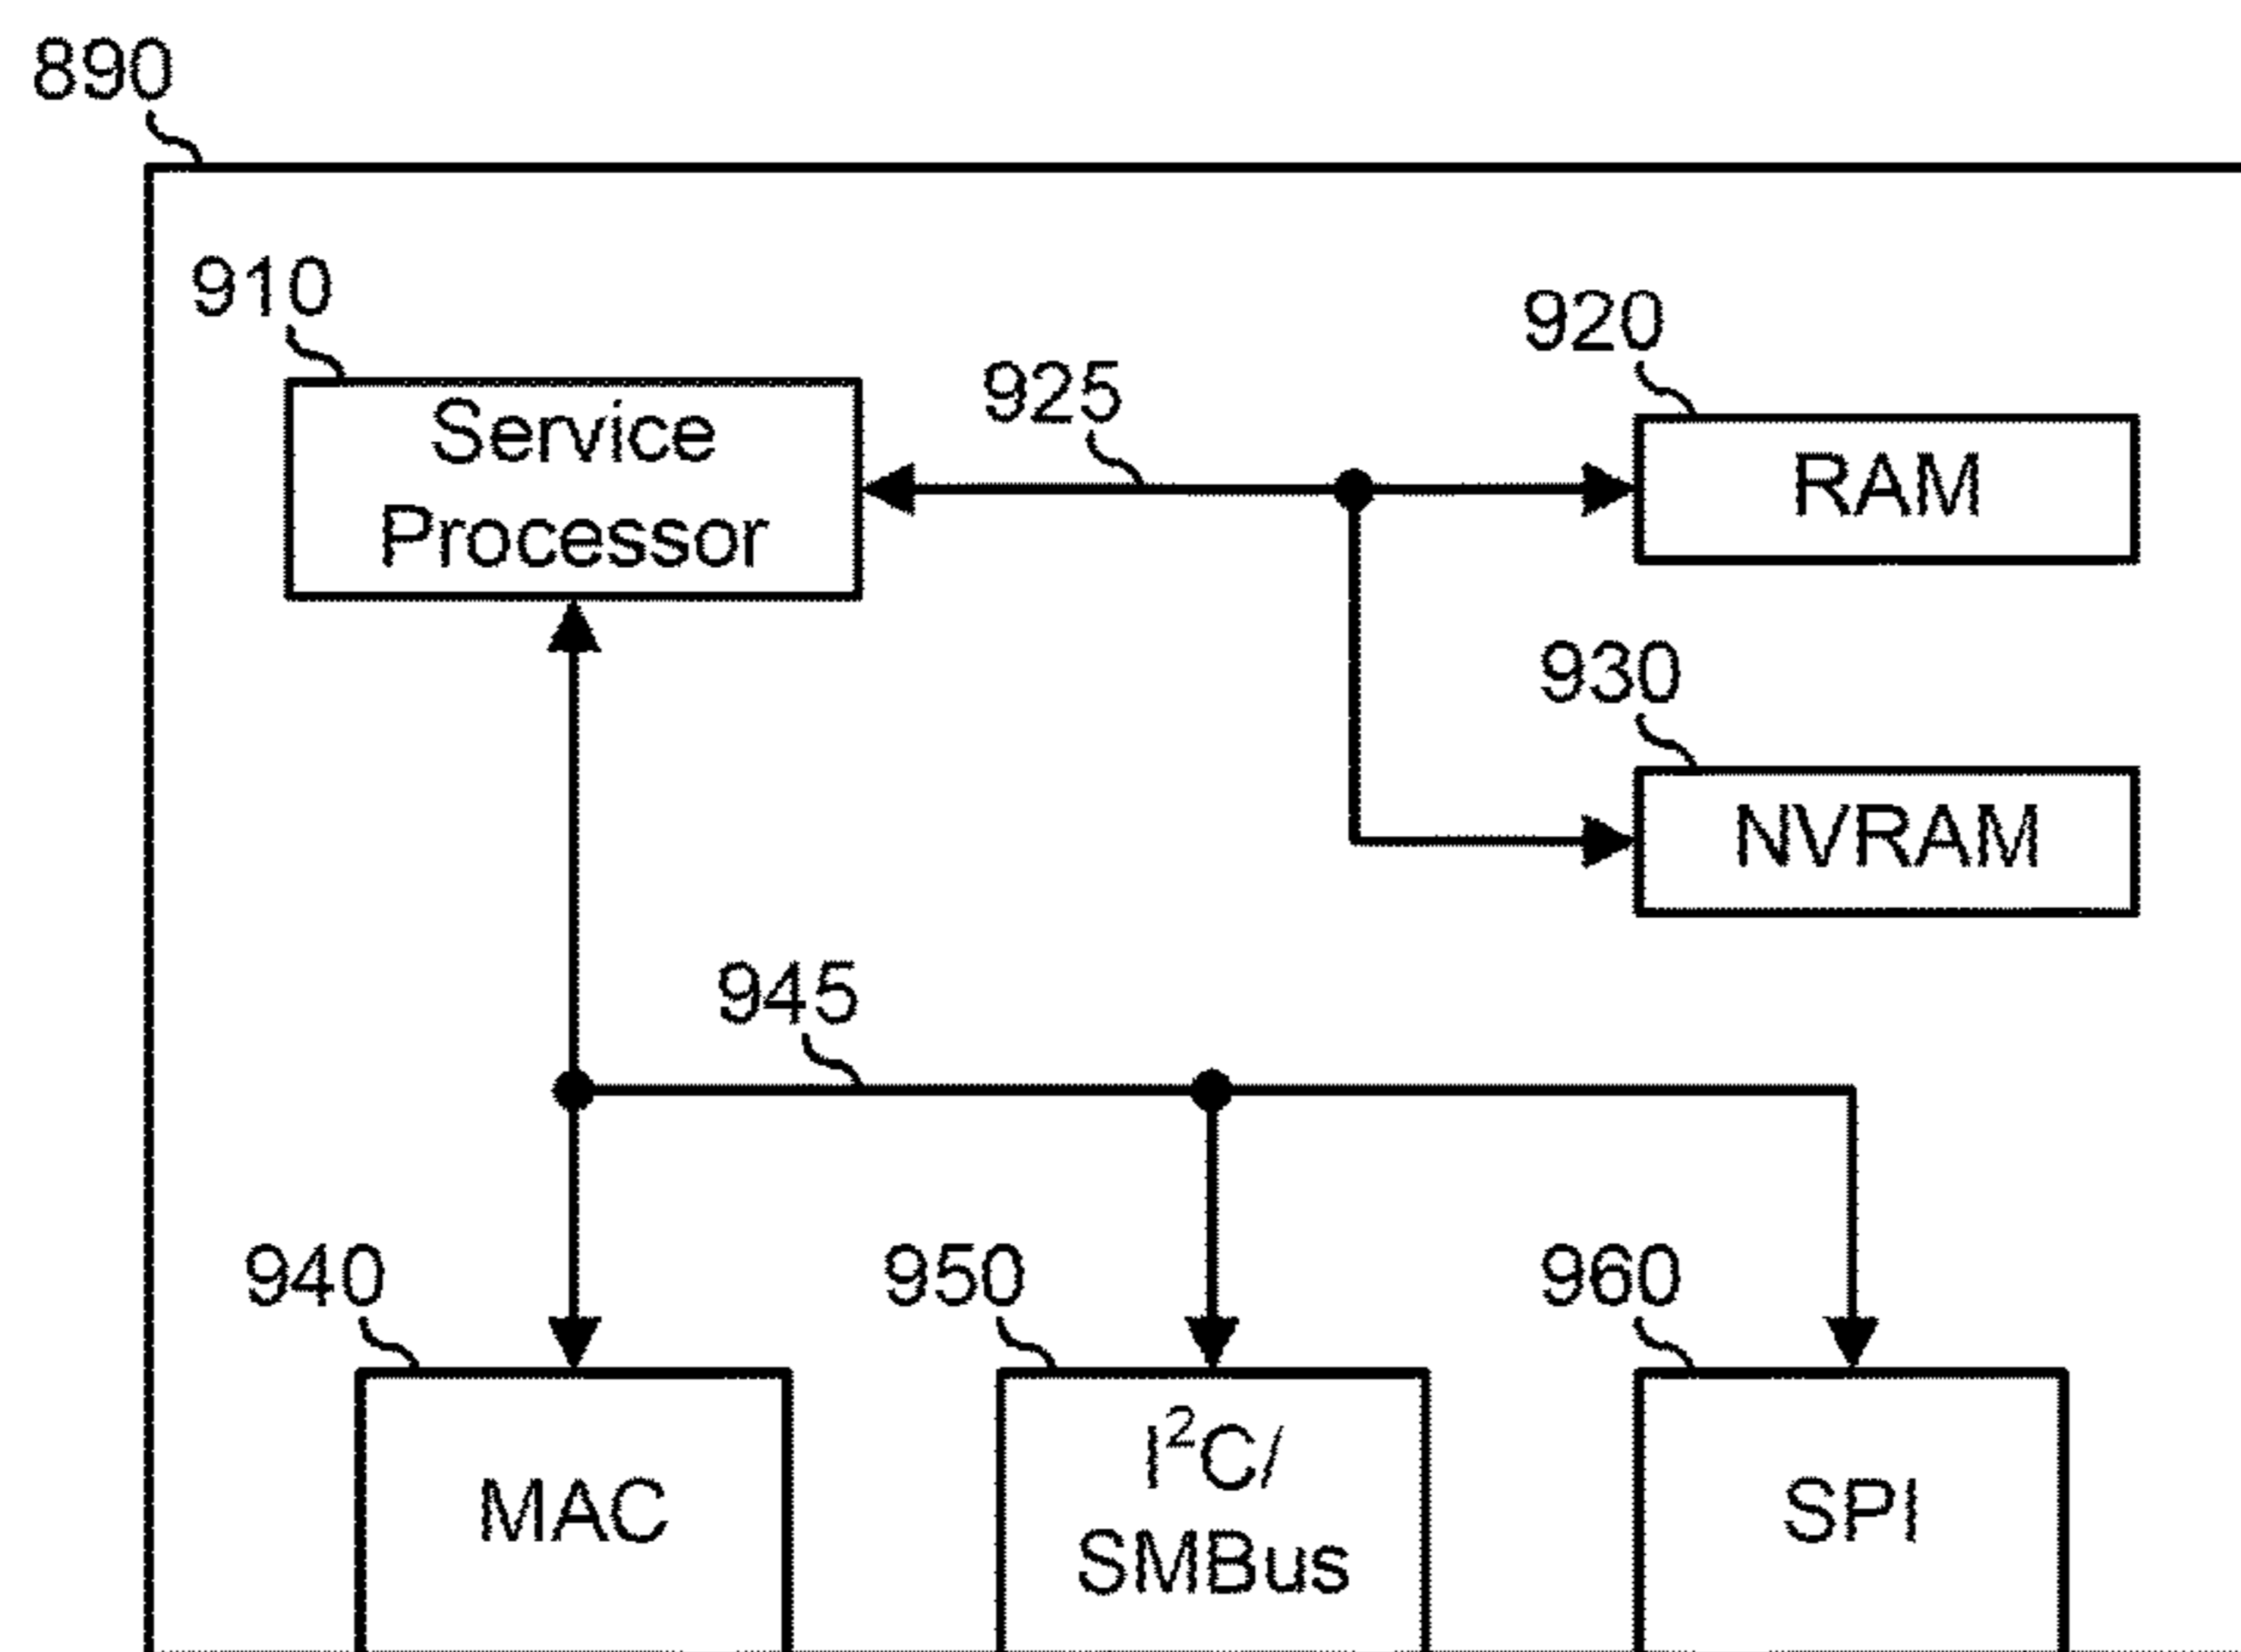 890
910
920
925
Service
Processor
RAM
930
NVRAM
945
940
950
960
MAC
I²C/
SMBus
SPI